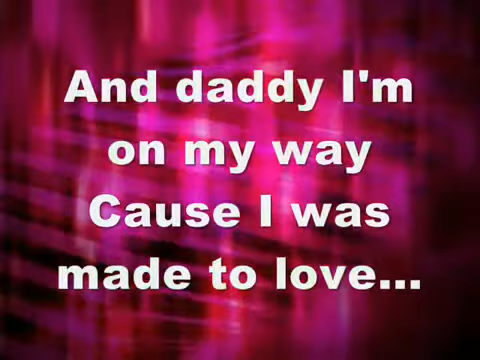 And daddy I'm
on my way
Cause I was
made to love...